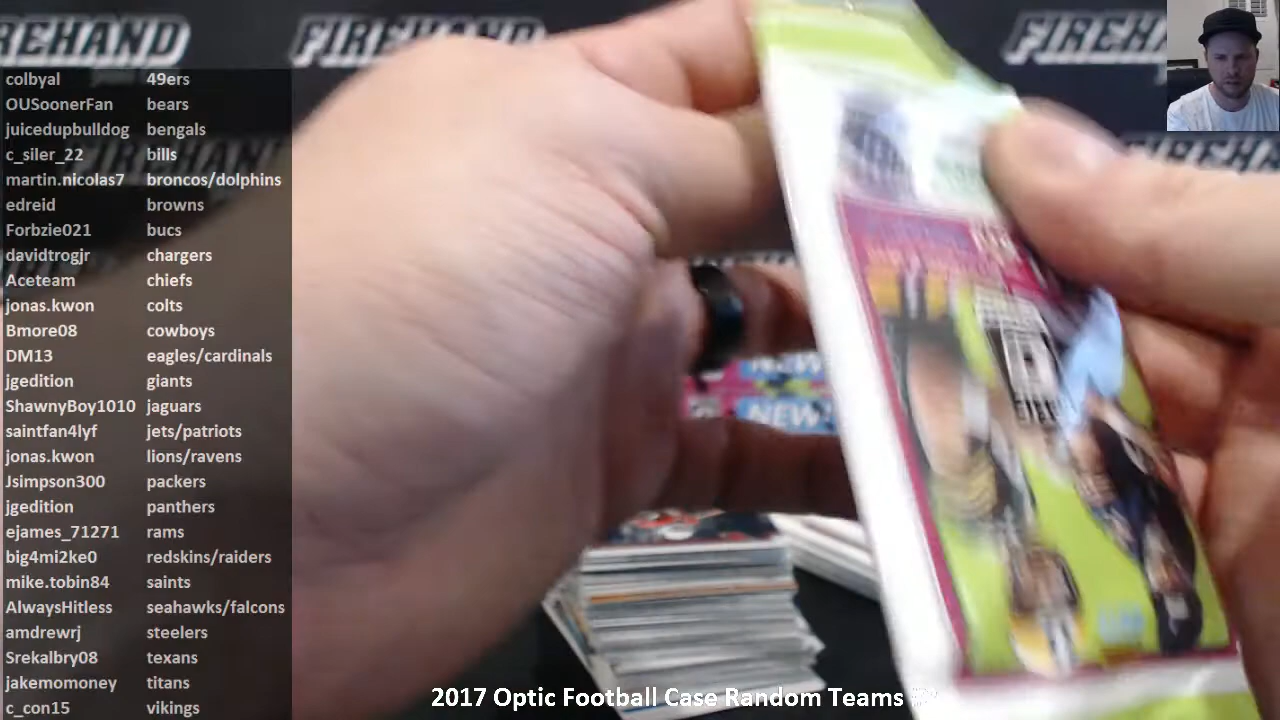 FIREHAND FIREHAND FIREH
colbyal 49ers
OUSoonerFan bears
juicedupbulldog bengals
c_siler_22 bills
martin.nicolas7 broncos/dolphins
edreid browns
Forbzie021 bucs
davidtrogjr chargers
Aceteam chiefs
jonas.kwon colts
Bmore08 cowboys
DM13 eagles/cardinals
jgedition giants
ShawnyBoy1010 jaguars
saintfan4lyf jets/patriots
jonas.kwon lions/ravens
Jsimpson300 packers
jgedition panthers
ejames_71271 rams
big4mi2ke0 redskins/raiders
mike.tobin84 saints
AlwaysHitless seahawks/falcons
amdrewrj steelers
Srekalbry08 texans
jakemomoney titans
c_con15 vikings
NEW
NEW!
2017 Optic Football Case Random Teams